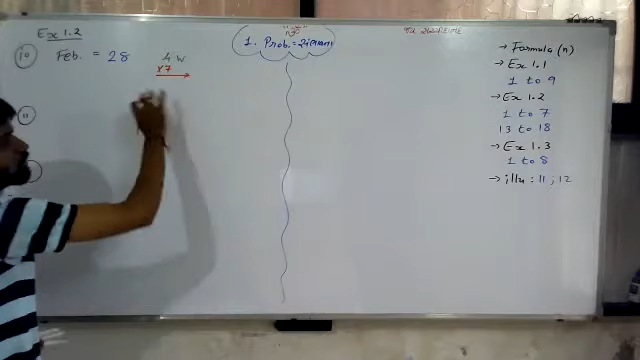 Ex 1.2
10 Feb. = 28 4 w
x 7
11
1. Prob.
→ Formula (n)
→ Ex 1.1
1 to 9
→ Ex 1.2
1 to 7
13 to 18
→ Ex 1.3
1 to 8
→ illu : 11, 12